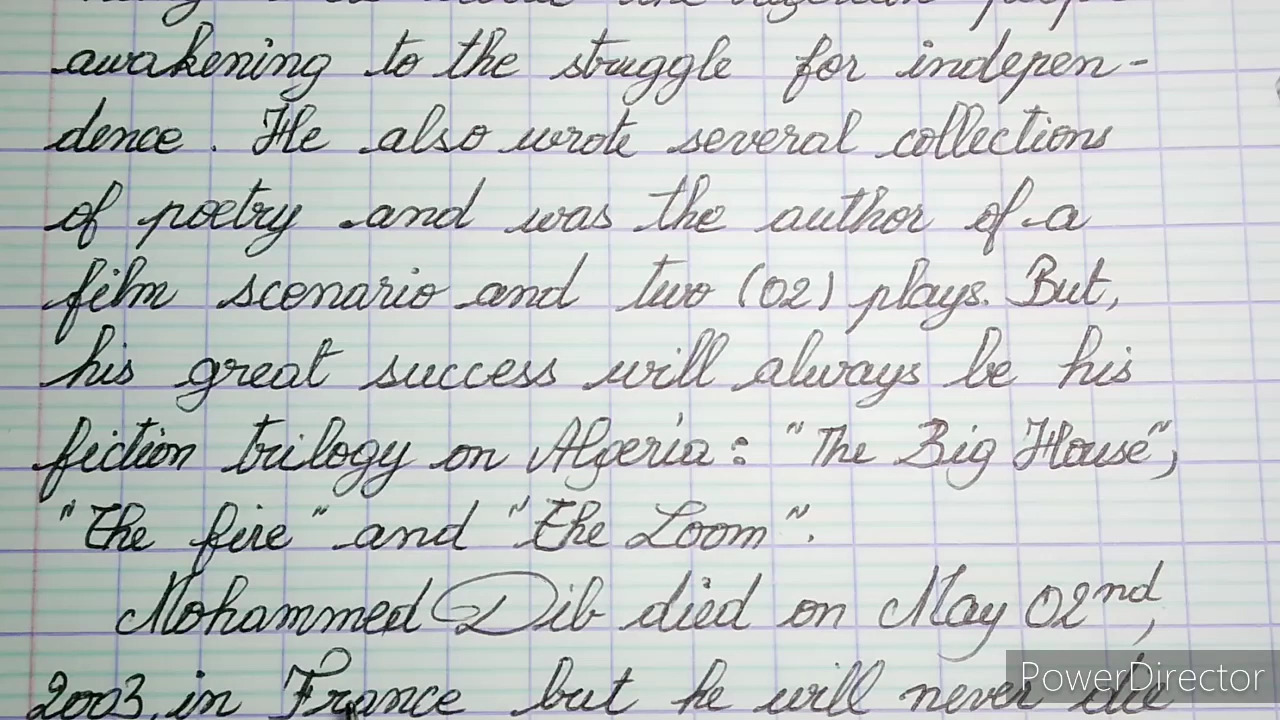 awakening to the struggle for indepen-
dence. He also wrote several collections
of poetry and was the author of a
film scenario and two (02) plays. But,
his great success will always be his
fiction trilogy on Algeria: "The Big House",
"The fire" and "The Loom".
Mohammed Dib died on May 02nd,
2003, in France but he will never die
PowerDirector